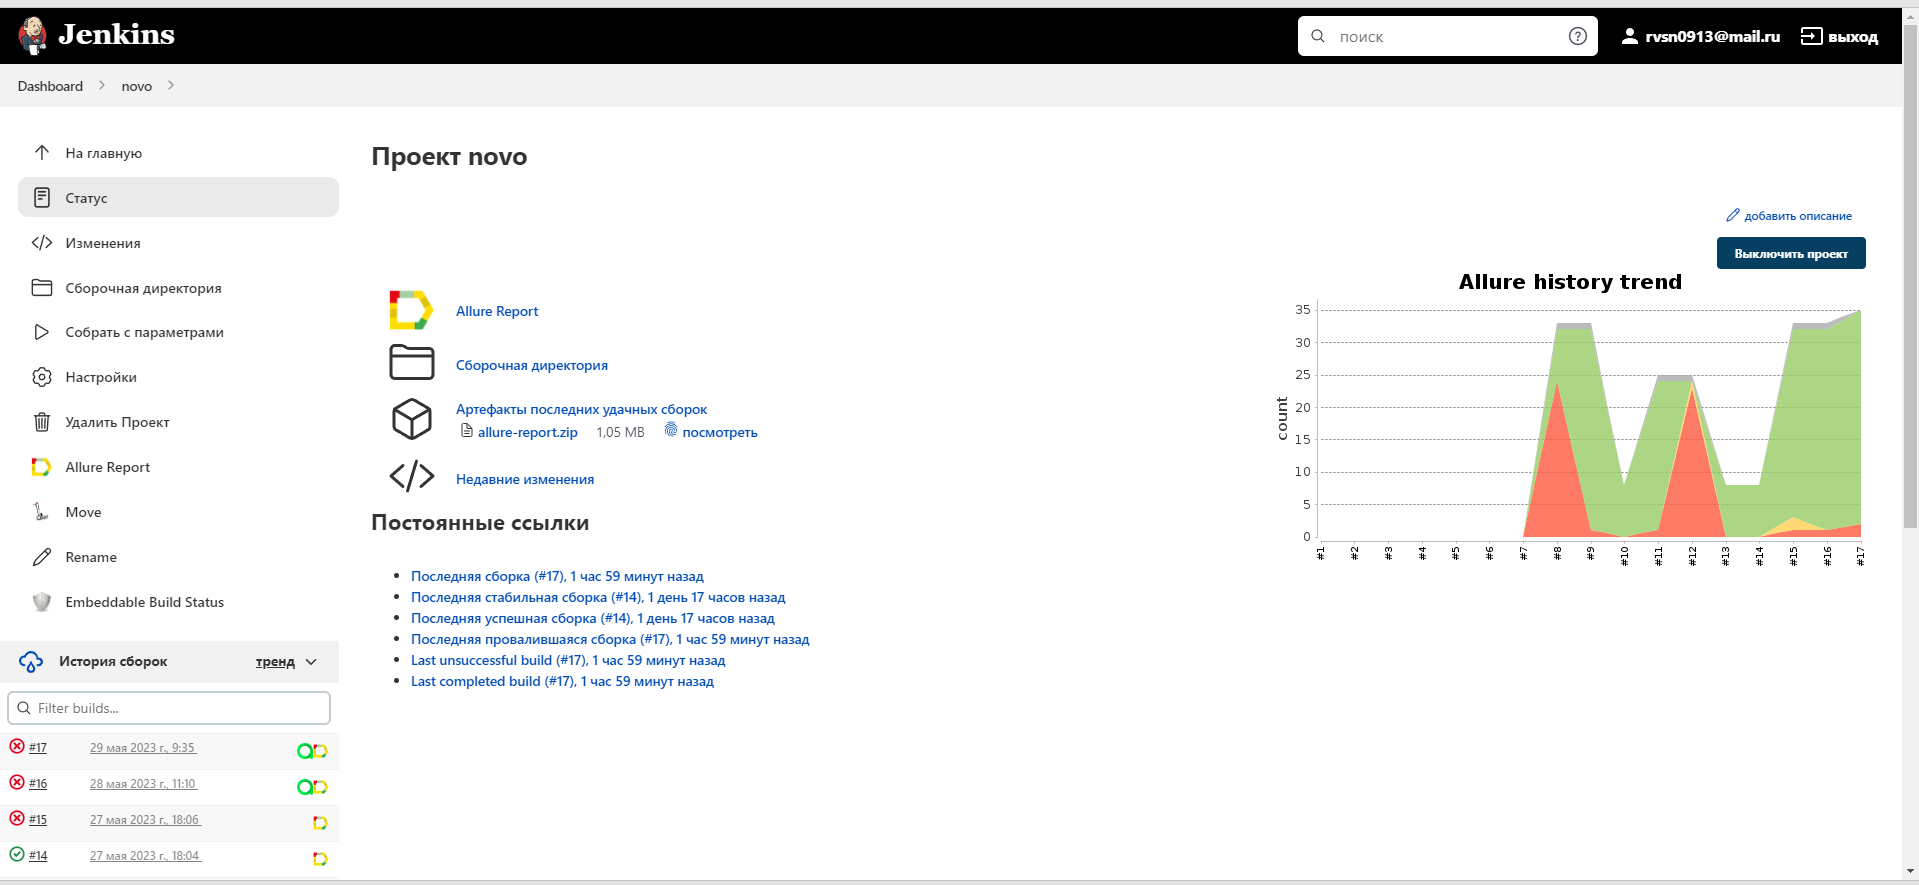 Jenkins
поиск
rvsn0913@mail.ru
выход
Dashboard
novo
На главную
Статус
Изменения
Сборочная директория
Собрать с параметрами
Настройки
Удалить Проект
Allure Report
Move
Rename
Embeddable Build Status
История сборок
тренд
Filter builds...
#17 29 мая 2023 г., 9:35
#16 28 мая 2023 г., 11:10
#15 27 мая 2023 г., 18:06
#14 27 мая 2023 г., 18:04
Проект novo
добавить описание
Выключить проект
Allure Report
Сборочная директория
Артефакты последних удачных сборок
allure-report.zip 1,05 MB посмотреть
Недавние изменения
Постоянные ссылки
Последняя сборка (#17), 1 час 59 минут назад
Последняя стабильная сборка (#14), 1 день 17 часов назад
Последняя успешная сборка (#14), 1 день 17 часов назад
Последняя провалившаяся сборка (#17), 1 час 59 минут назад
Last unsuccessful build (#17), 1 час 59 минут назад
Last completed build (#17), 1 час 59 минут назад
Allure history trend
count
35
30
25
20
15
10
5
0
#1 #2 #3 #4 #5 #6 #7 #8 #9 #10 #11 #12 #13 #14 #15 #16 #17